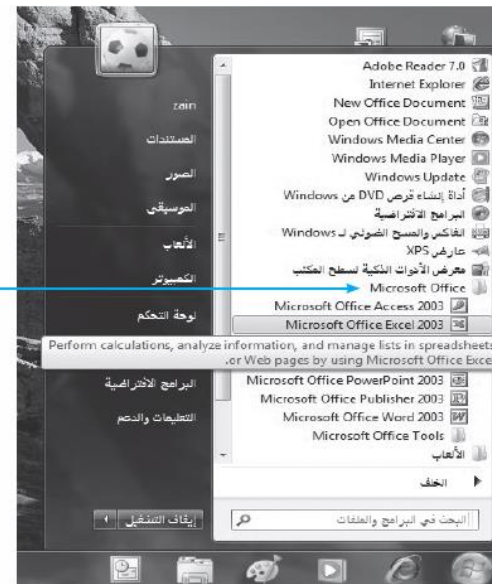 Adobe Reader 7.0
Internet Explorer
New Office Document
Open Office Document
Windows Media Center
Windows Media Player
Windows Update
أداة إنشاء قرص DVD من Windows
البرامج الافتراضية
الفاكس والمسح الضوئي لـ Windows
عارض XPS
معرض الأدوات الذكية لسطح المكتب
Microsoft Office
Microsoft Office Access 2003
Microsoft Office Excel 2003
Perform calculations, analyze information, and manage lists in spreadsheets
.or Web pages by using Microsoft Office Exce
Microsoft Office PowerPoint 2003
Microsoft Office Publisher 2003
Microsoft Office Word 2003
Microsoft Office Tools
الألعاب
الخلف
البحث في البرامج والملفات
zain
المستندات
الصور
الموسيقى
الألعاب
الكمبيوتر
لوحة التحكم
البرامج الافتراضية
التعليمات والدعم
إيقاف التشغيل